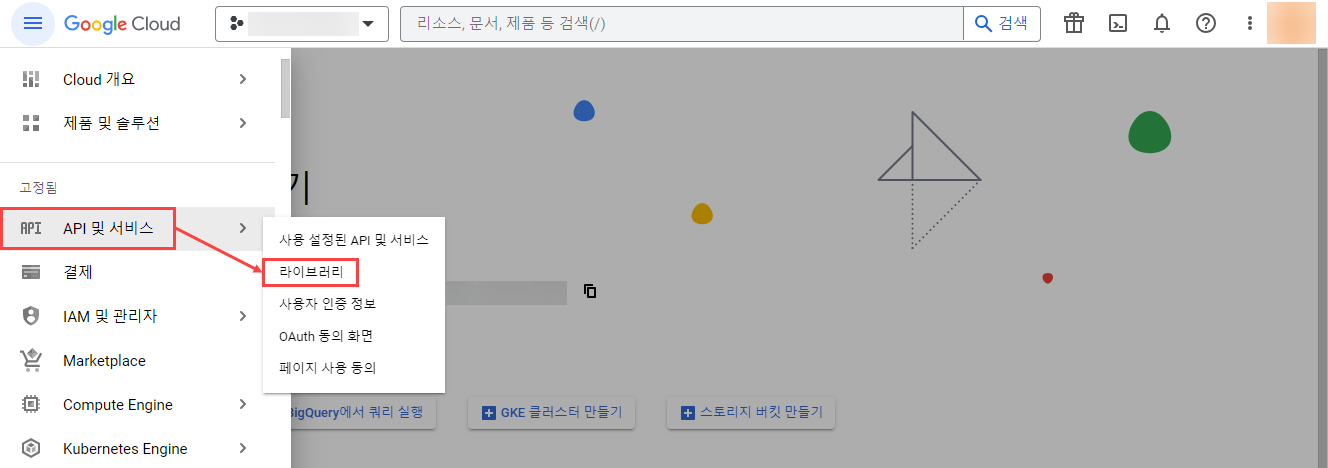 Google Cloud
리소스, 문서, 제품 등 검색(/)
검색
Cloud 개요
제품 및 솔루션
고정됨
기
API API 및 서비스
사용 설정된 API 및 서비스
결제
라이브러리
사용자 인증 정보
IAM 및 관리자
OAuth 동의 화면
Marketplace
페이지 사용 동의
Compute Engine
BigQuery에서 쿼리 실행
GKE 클러스터 만들기
스토리지 버킷 만들기
Kubernetes Engine